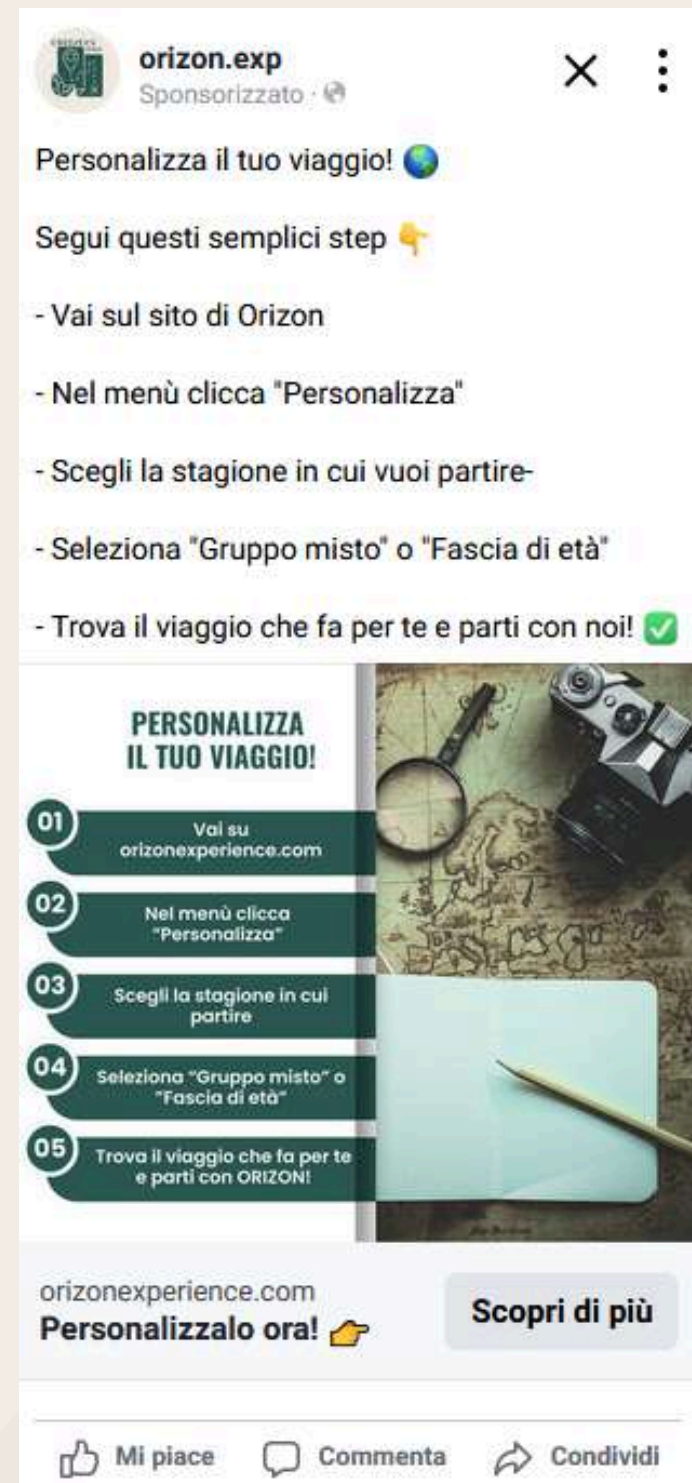 orizon.exp
Sponsorizzato ·
Personalizza il tuo viaggio! 🌎
Segui questi semplici step 👇
- Vai sul sito di Orizon
- Nel menù clicca "Personalizza"
- Scegli la stagione in cui vuoi partire-
- Seleziona "Gruppo misto" o "Fascia di età"
- Trova il viaggio che fa per te e parti con noi! ✅
PERSONALIZZA
IL TUO VIAGGIO!
01
Vai su
orizonexperience.com
02
Nel menù clicca
"Personalizza"
03
Scegli la stagione in cui
partire
04
Seleziona "Gruppo misto" o
"Fascia di età"
05
Trova il viaggio che fa per te
e parti con ORIZON!
orizonexperience.com
Personalizzalo ora! 👉
Scopri di più
Mi piace
Commenta
Condividi